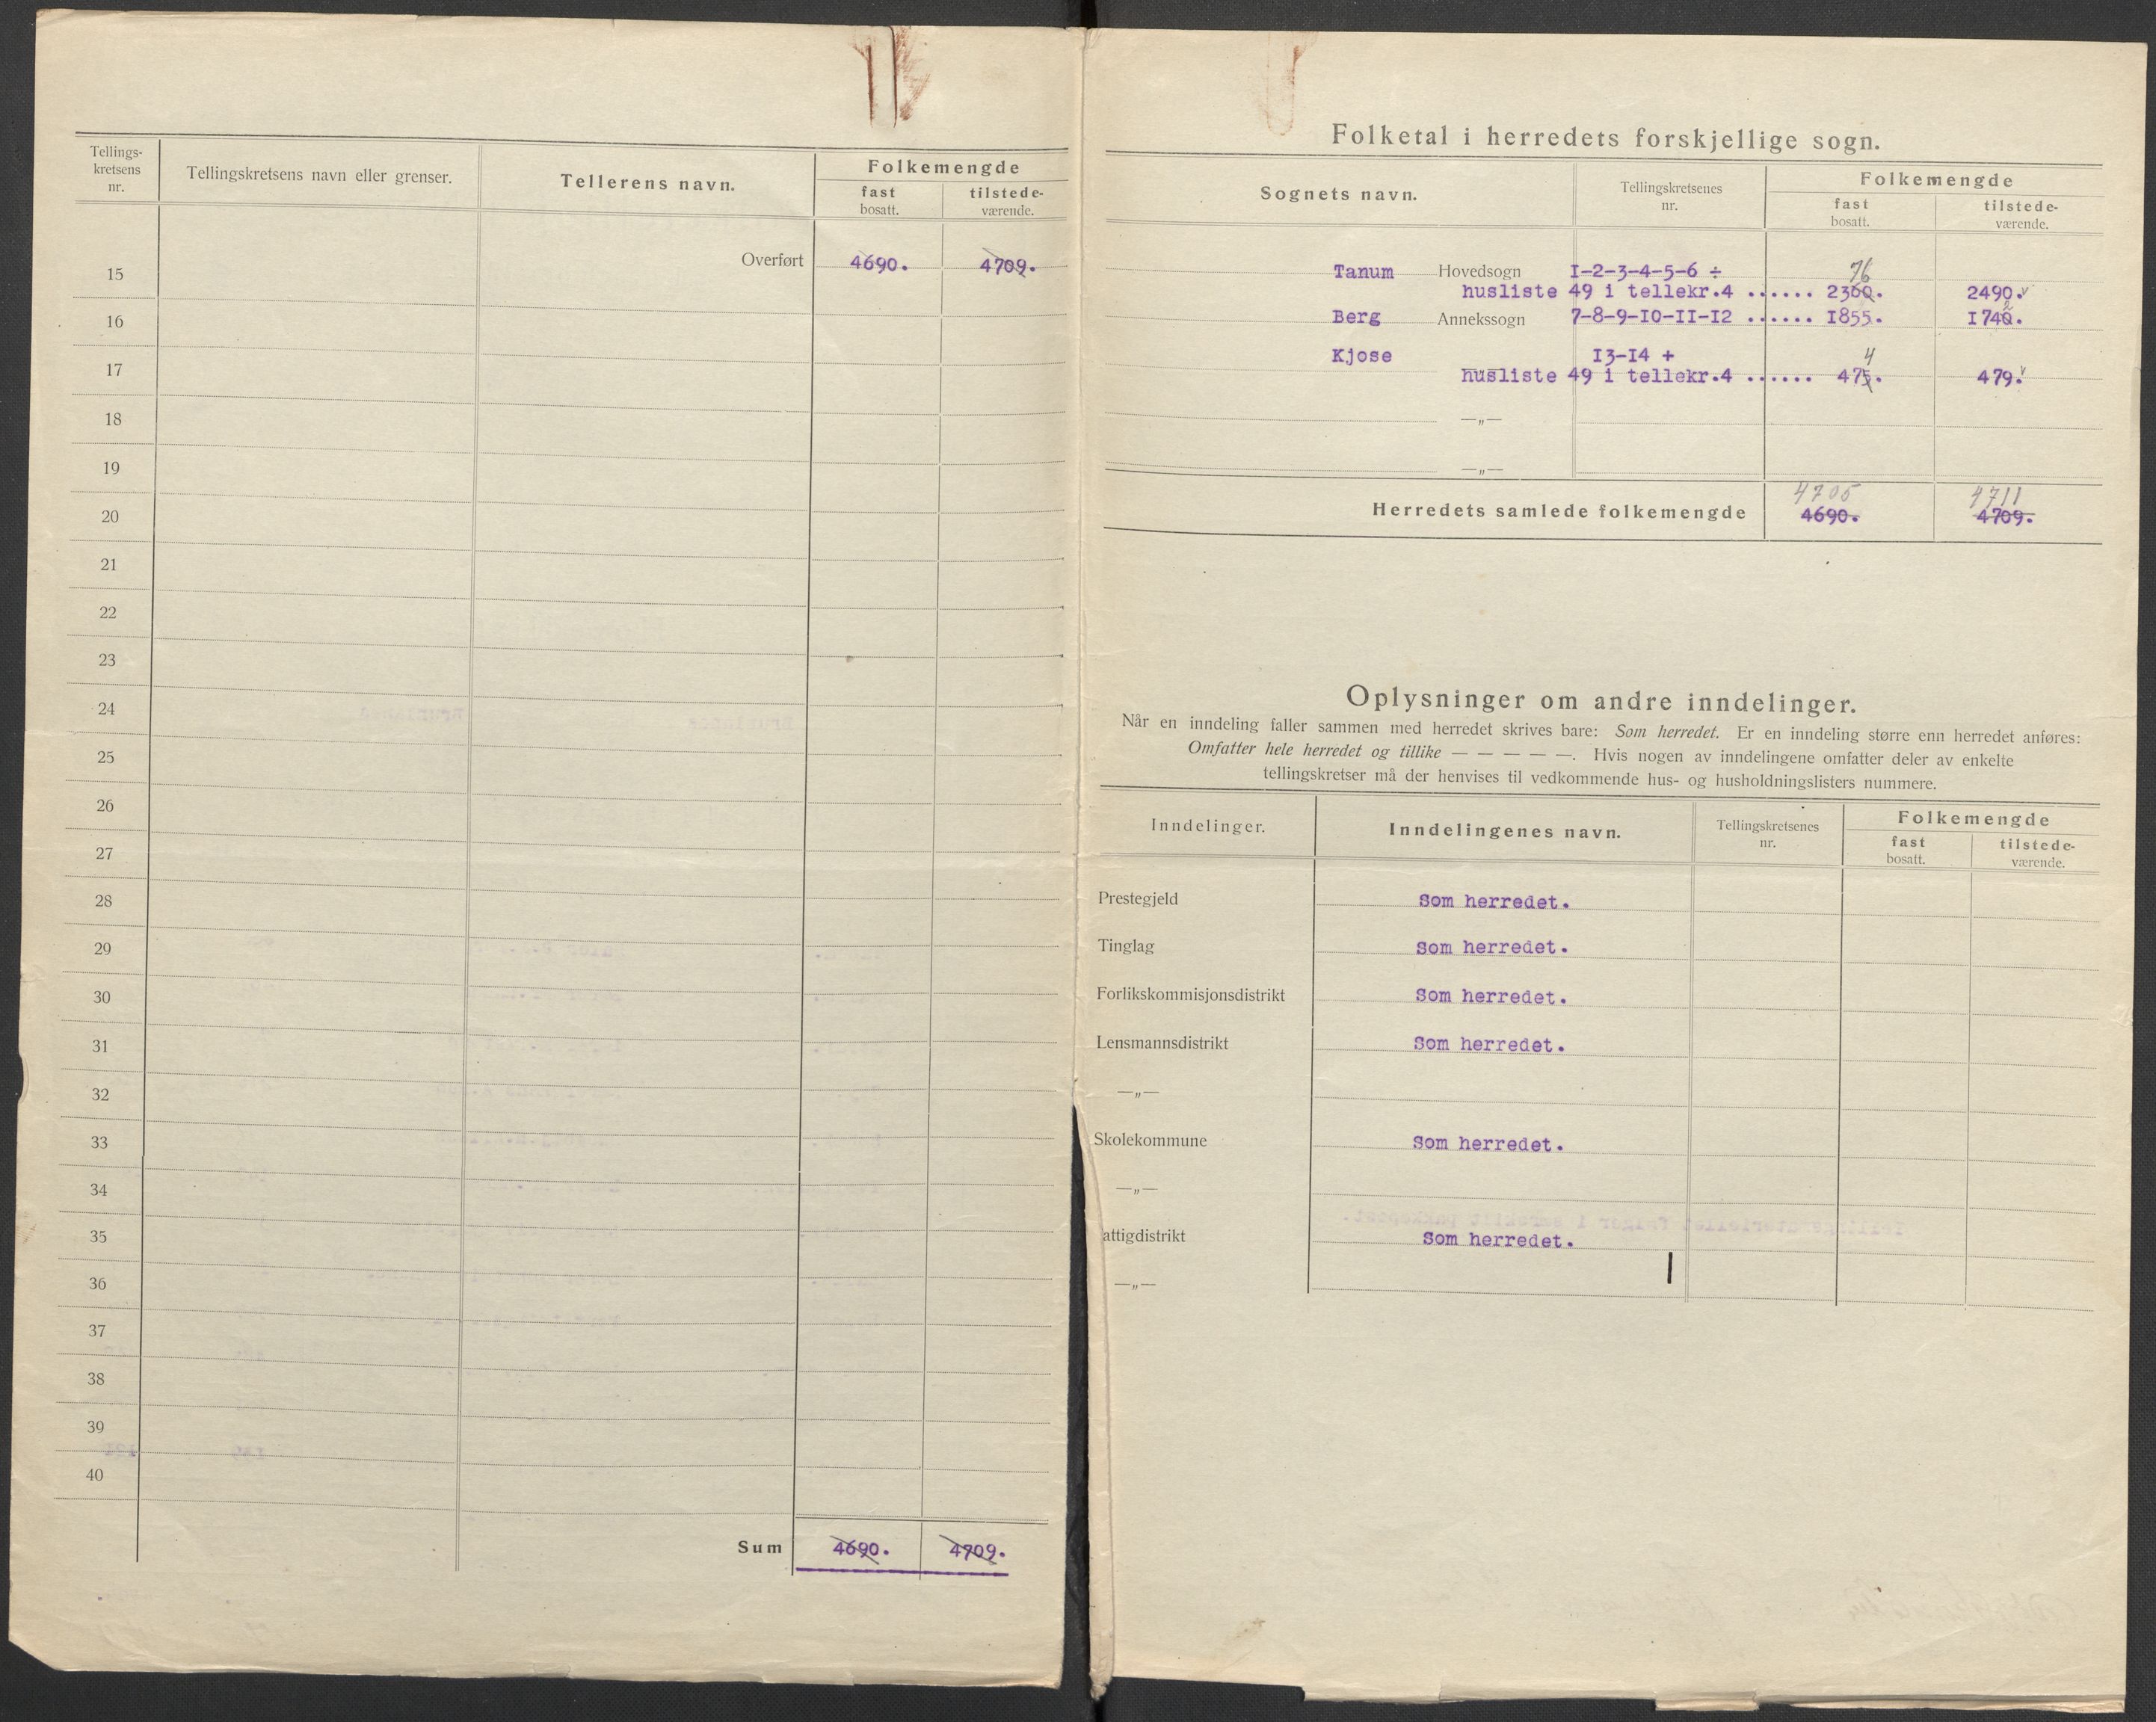 Tellings-
kretsens
nr.
Tellingskretsens navn eller grenser.
Tellerens navn.
Folkemengde
fast
bosatt.
tilstede-
værende.
Overført 4690. 4709.
15
16
17
18
19
20
21
22
23
24
25
26
27
28
29
30
31
32
33
34
35
36
37
38
39
40
Sum 4690. 4709.
Folketal i herredets forskjellige sogn.
Sognets navn.
Tellingskretsenes
nr.
Folkemengde
fast
bosatt.
tilstede-
værende.
Tanum Hovedsogn I-2-3-4-5-6 ÷ 76
husliste 49 i tellekr.4 ...... 2360. 2490. v
2
Berg Annekssogn 7-8-9-I0-II-I2 ...... I855. I740.
Kjose I3-I4 + 4
husliste 49 i tellekr.4 ...... 475. 479. v
—„—
—„—
4705 4711
Herredets samlede folkemengde 4690. 4709.
Oplysninger om andre inndelinger.
Når en inndeling faller sammen med herredet skrives bare: Som herredet. Er en inndeling større enn herredet anføres:
Omfatter hele herredet og tillike — — — — —. Hvis nogen av inndelingene omfatter deler av enkelte
tellingskretser må der henvises til vedkommende hus- og husholdningslisters nummere.
Inndelinger.
Inndelingenes navn.
Tellingskretsenes
nr.
Folkemengde
fast
bosatt.
tilstede-
værende.
Prestegjeld Som herredet.
Tinglag Som herredet.
Forlikskommisjonsdistrikt Som herredet.
Lensmannsdistrikt Som herredet.
—„—
Skolekommune Som herredet.
—„—
attigdistrikt Som herredet.
—„—